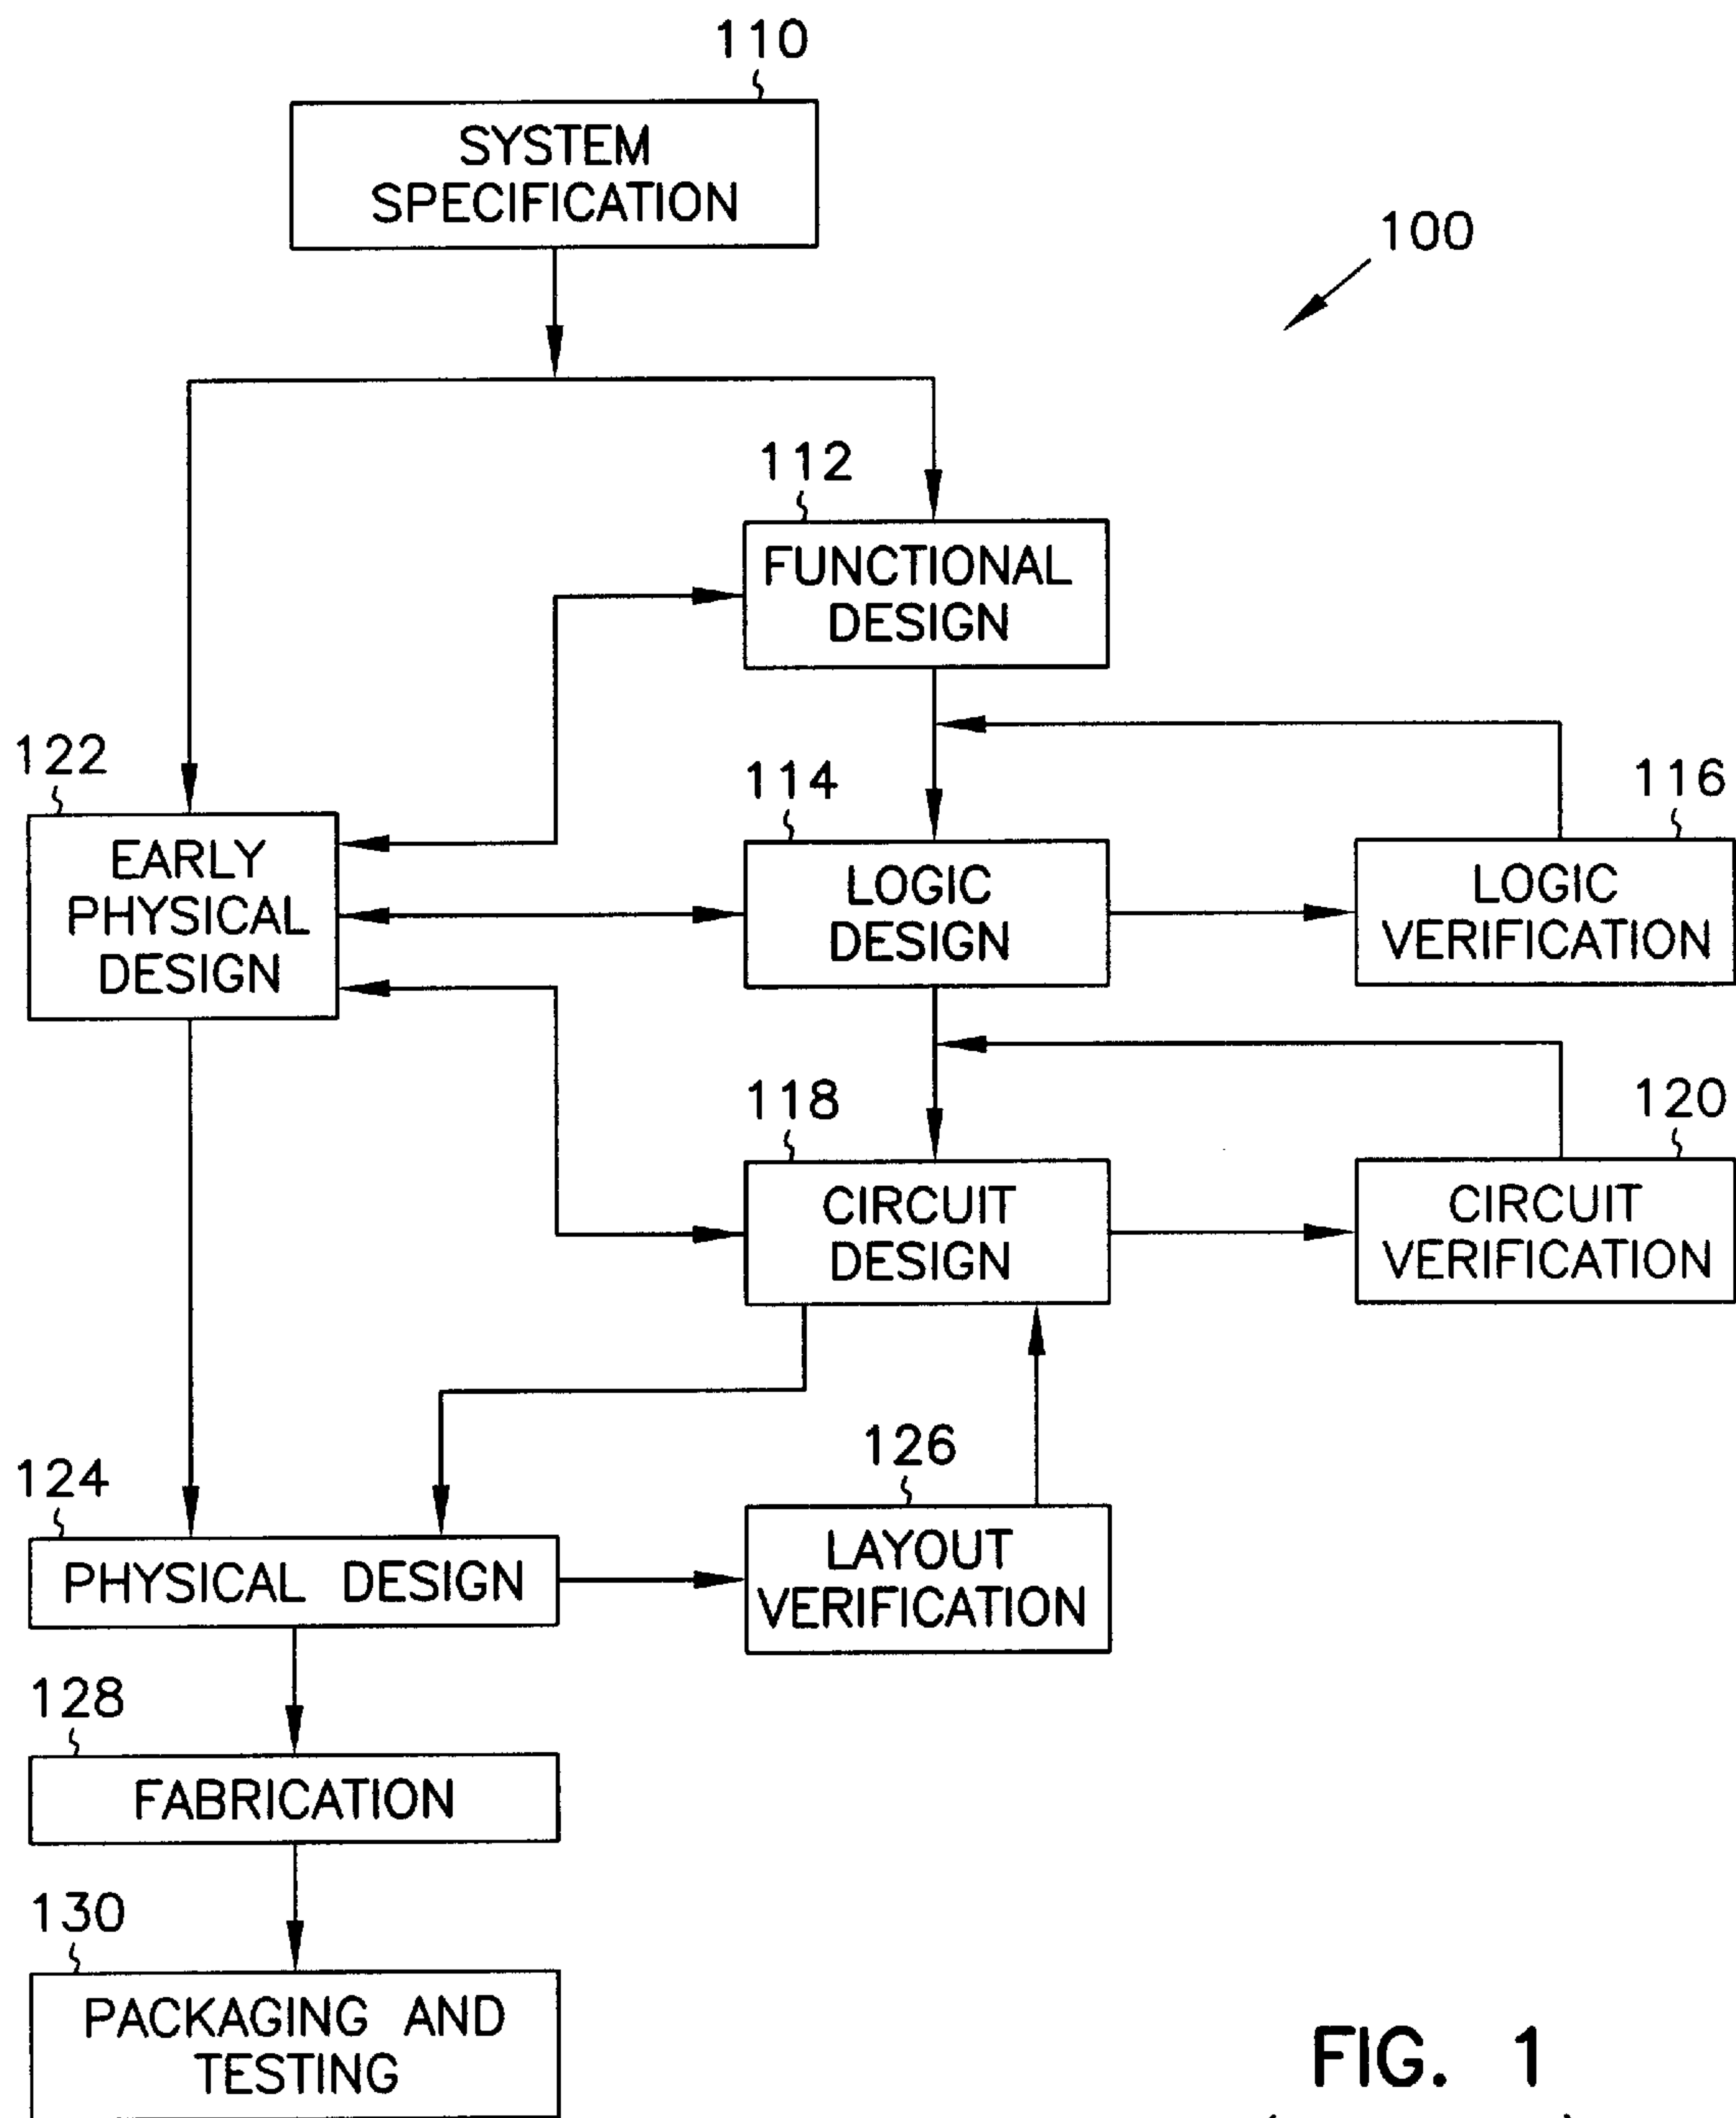 110
SYSTEM
SPECIFICATION
100
112
FUNCTIONAL
DESIGN
122
EARLY
PHYSICAL
DESIGN
114
LOGIC
DESIGN
116
LOGIC
VERIFICATION
118
CIRCUIT
DESIGN
120
CIRCUIT
VERIFICATION
124
PHYSICAL DESIGN
126
LAYOUT
VERIFICATION
128
FABRICATION
130
PACKAGING AND
TESTING
FIG. 1